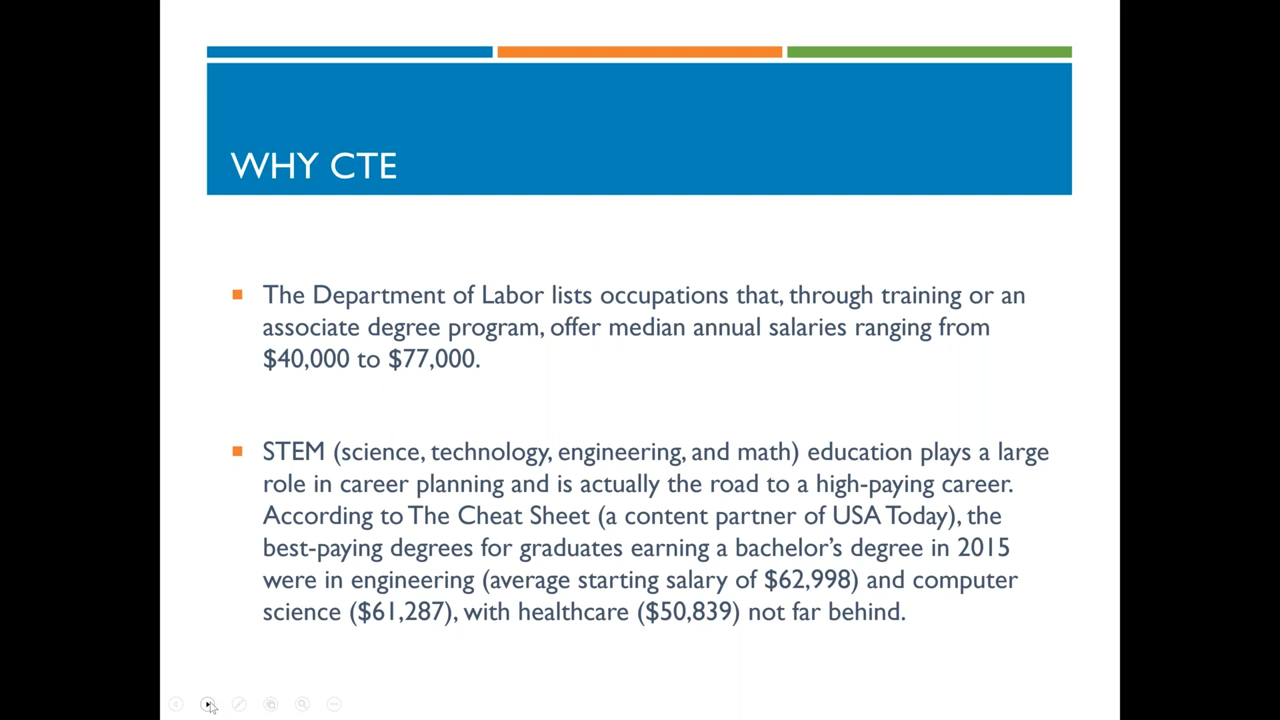 WHY CTE
The Department of Labor lists occupations that, through training or an
associate degree program, offer median annual salaries ranging from
$40,000 to $77,000.
STEM (science, technology, engineering, and math) education plays a large
role in career planning and is actually the road to a high-paying career.
According to The Cheat Sheet (a content partner of USA Today), the
best-paying degrees for graduates earning a bachelor’s degree in 2015
were in engineering (average starting salary of $62,998) and computer
science ($61,287), with healthcare ($50,839) not far behind.